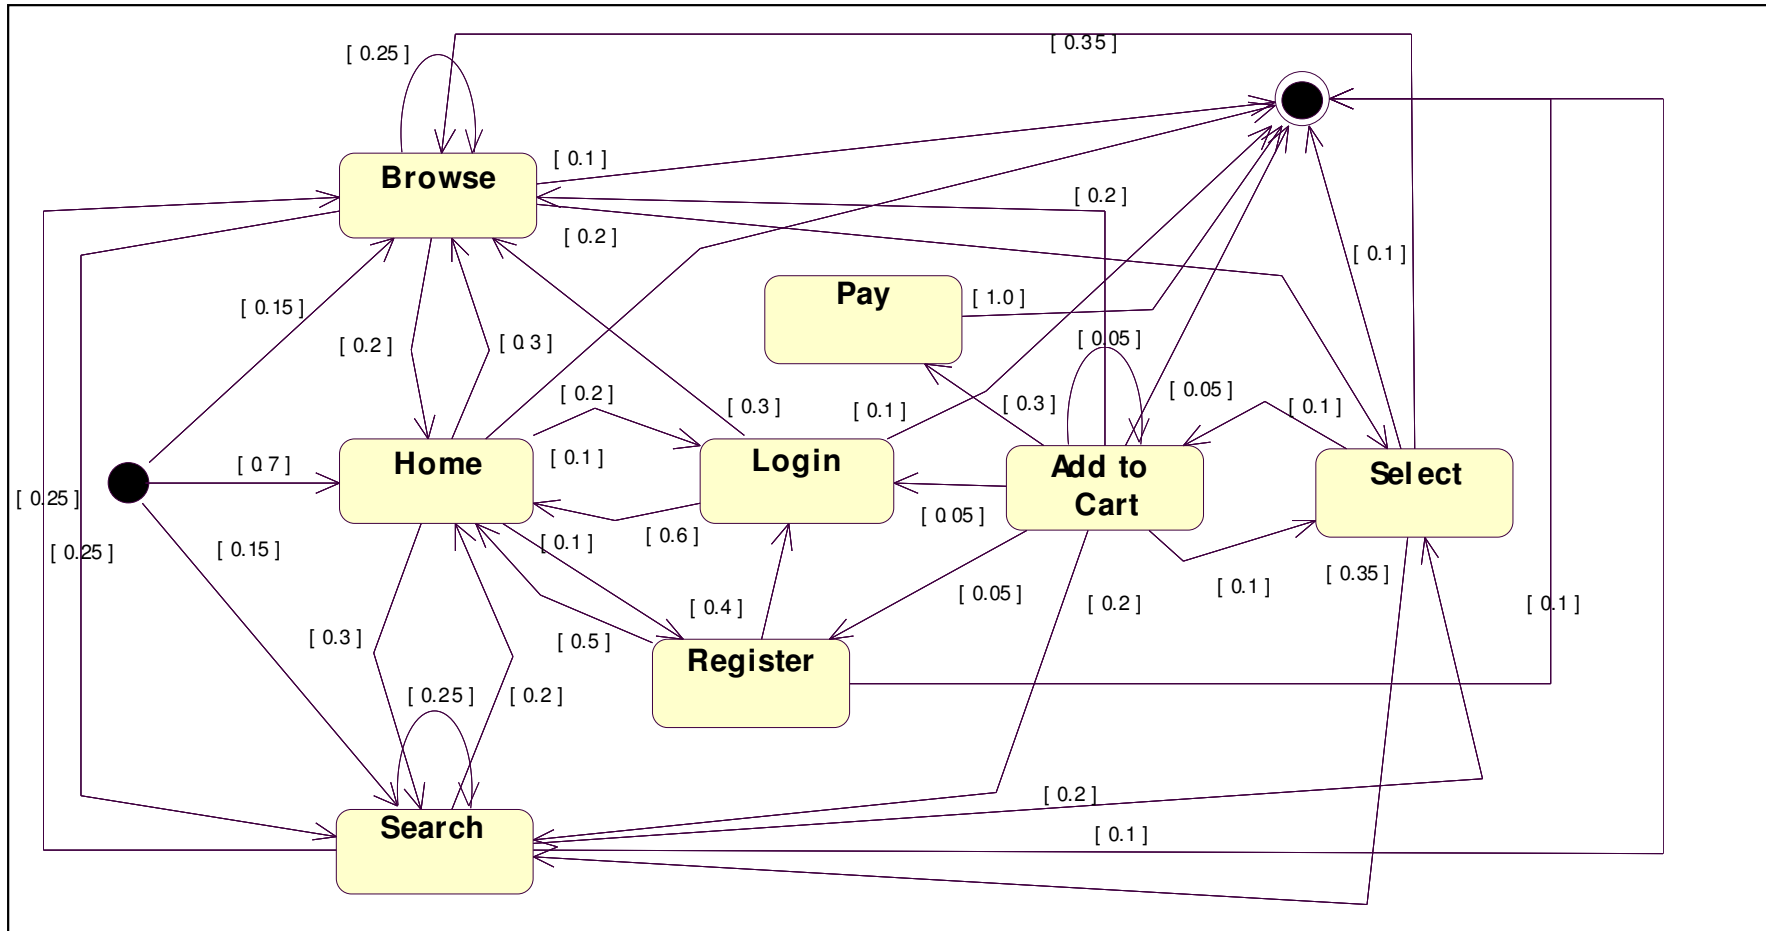 [ 0.35 ]
[ 0.25 ]
Browse
[ 0.1 ]
[ 0.2 ]
[ 0.2 ]
[ 0.1 ]
Pay
[ 1.0 ]
[ 0.15 ]
[ 0.2 ]
[ 0.3 ]
[ 0.05 ]
[ 0.2 ]
[ 0.3 ]
[ 0.1 ]
[ 0.3 ]
[ 0.05 ]
[ 0.1 ]
Home
[ 0.1 ]
Login
Add to
Cart
Select
[ 0.7 ]
[ 0.25 ]
[ 0.05 ]
[ 0.25 ]
[ 0.15 ]
[ 0.1 ]
[ 0.6 ]
[ 0.35 ]
[ 0.1 ]
[ 0.05 ]
[ 0.2 ]
[ 0.1 ]
[ 0.4 ]
[ 0.3 ]
[ 0.5 ]
Register
[ 0.25 ]
[ 0.2 ]
[ 0.2 ]
Search
[ 0.1 ]